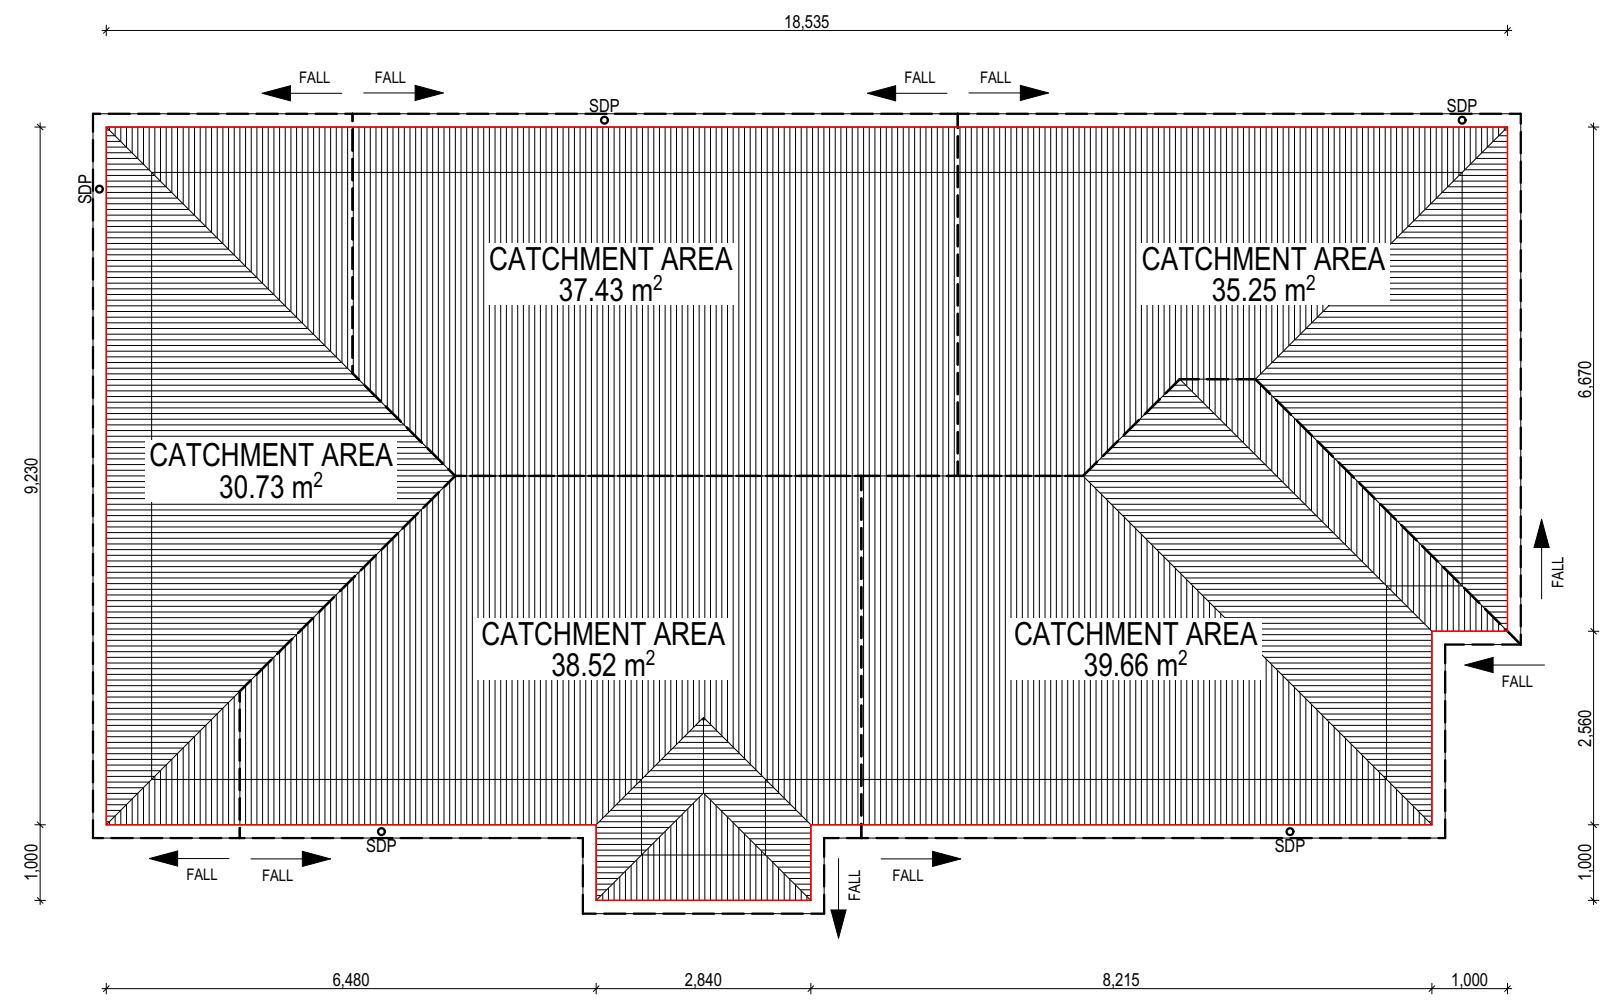 18,535
FALL
FALL
FALL
FALL
SDP
SDP
SDP
CATCHMENT AREA
37.43 m²
CATCHMENT AREA
35.25 m²
6,670
9,230
CATCHMENT AREA
30.73 m²
FALL
CATCHMENT AREA
38.52 m²
CATCHMENT AREA
39.66 m²
FALL
2,560
SDP
SDP
1,000
FALL
FALL
FALL
FALL
1,000
6,480
2,840
8,215
1,000